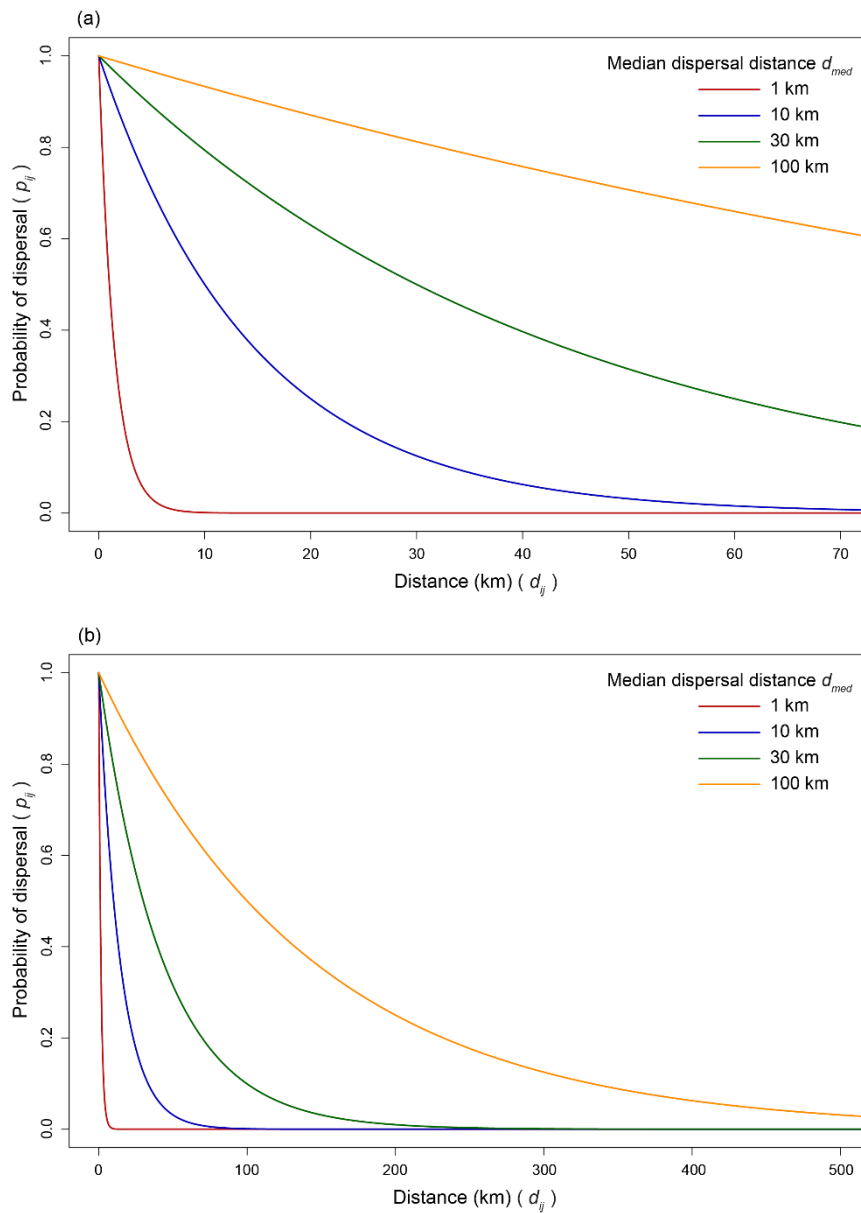 (a)
Median dispersal distance d_med
1 km
10 km
30 km
100 km
Probability of dispersal ( p_ij )
1.0
0.8
0.6
0.4
0.2
0.0
0 10 20 30 40 50 60 70
Distance (km) ( d_ij )
(b)
Median dispersal distance d_med
1 km
10 km
30 km
100 km
Probability of dispersal ( p_ij )
1.0
0.8
0.6
0.4
0.2
0.0
0 100 200 300 400 500
Distance (km) ( d_ij )